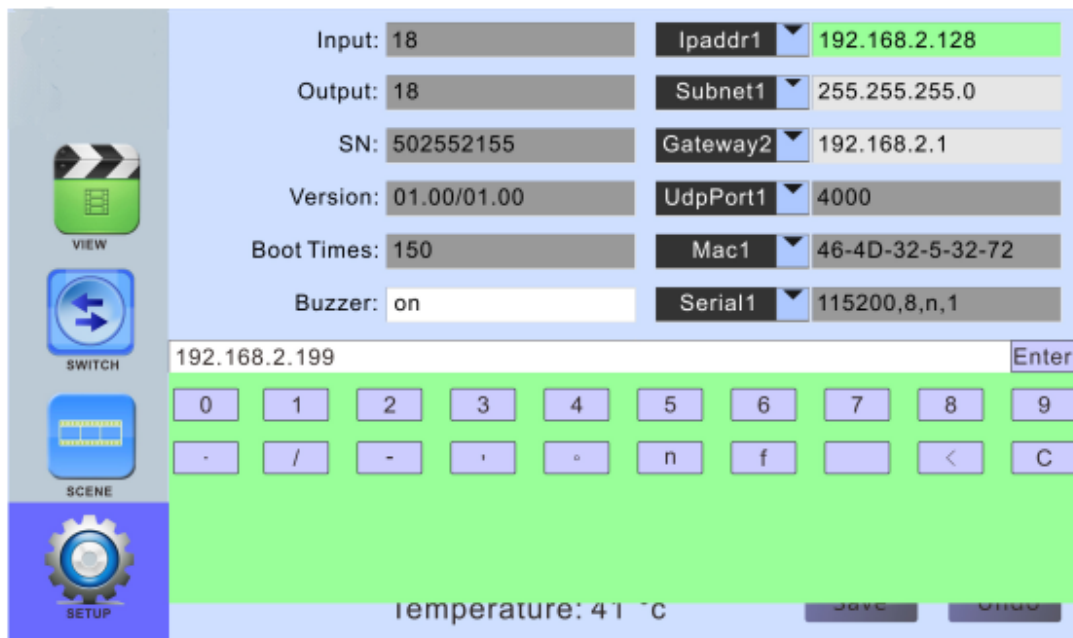 Input: 18 Ipaddr1 192.168.2.128
Output: 18 Subnet1 255.255.255.0
SN: 502552155 Gateway2 192.168.2.1
Version: 01.00/01.00 UdpPort1 4000
VIEW
Boot Times: 150 Mac1 46-4D-32-5-32-72
Buzzer: on Serial1 115200,8,n,1
SWITCH
192.168.2.199 Enter
0 1 2 3 4 5 6 7 8 9
. / - ' n f < C
SCENE
SETUP
Temperature: 41 °c Save Undo